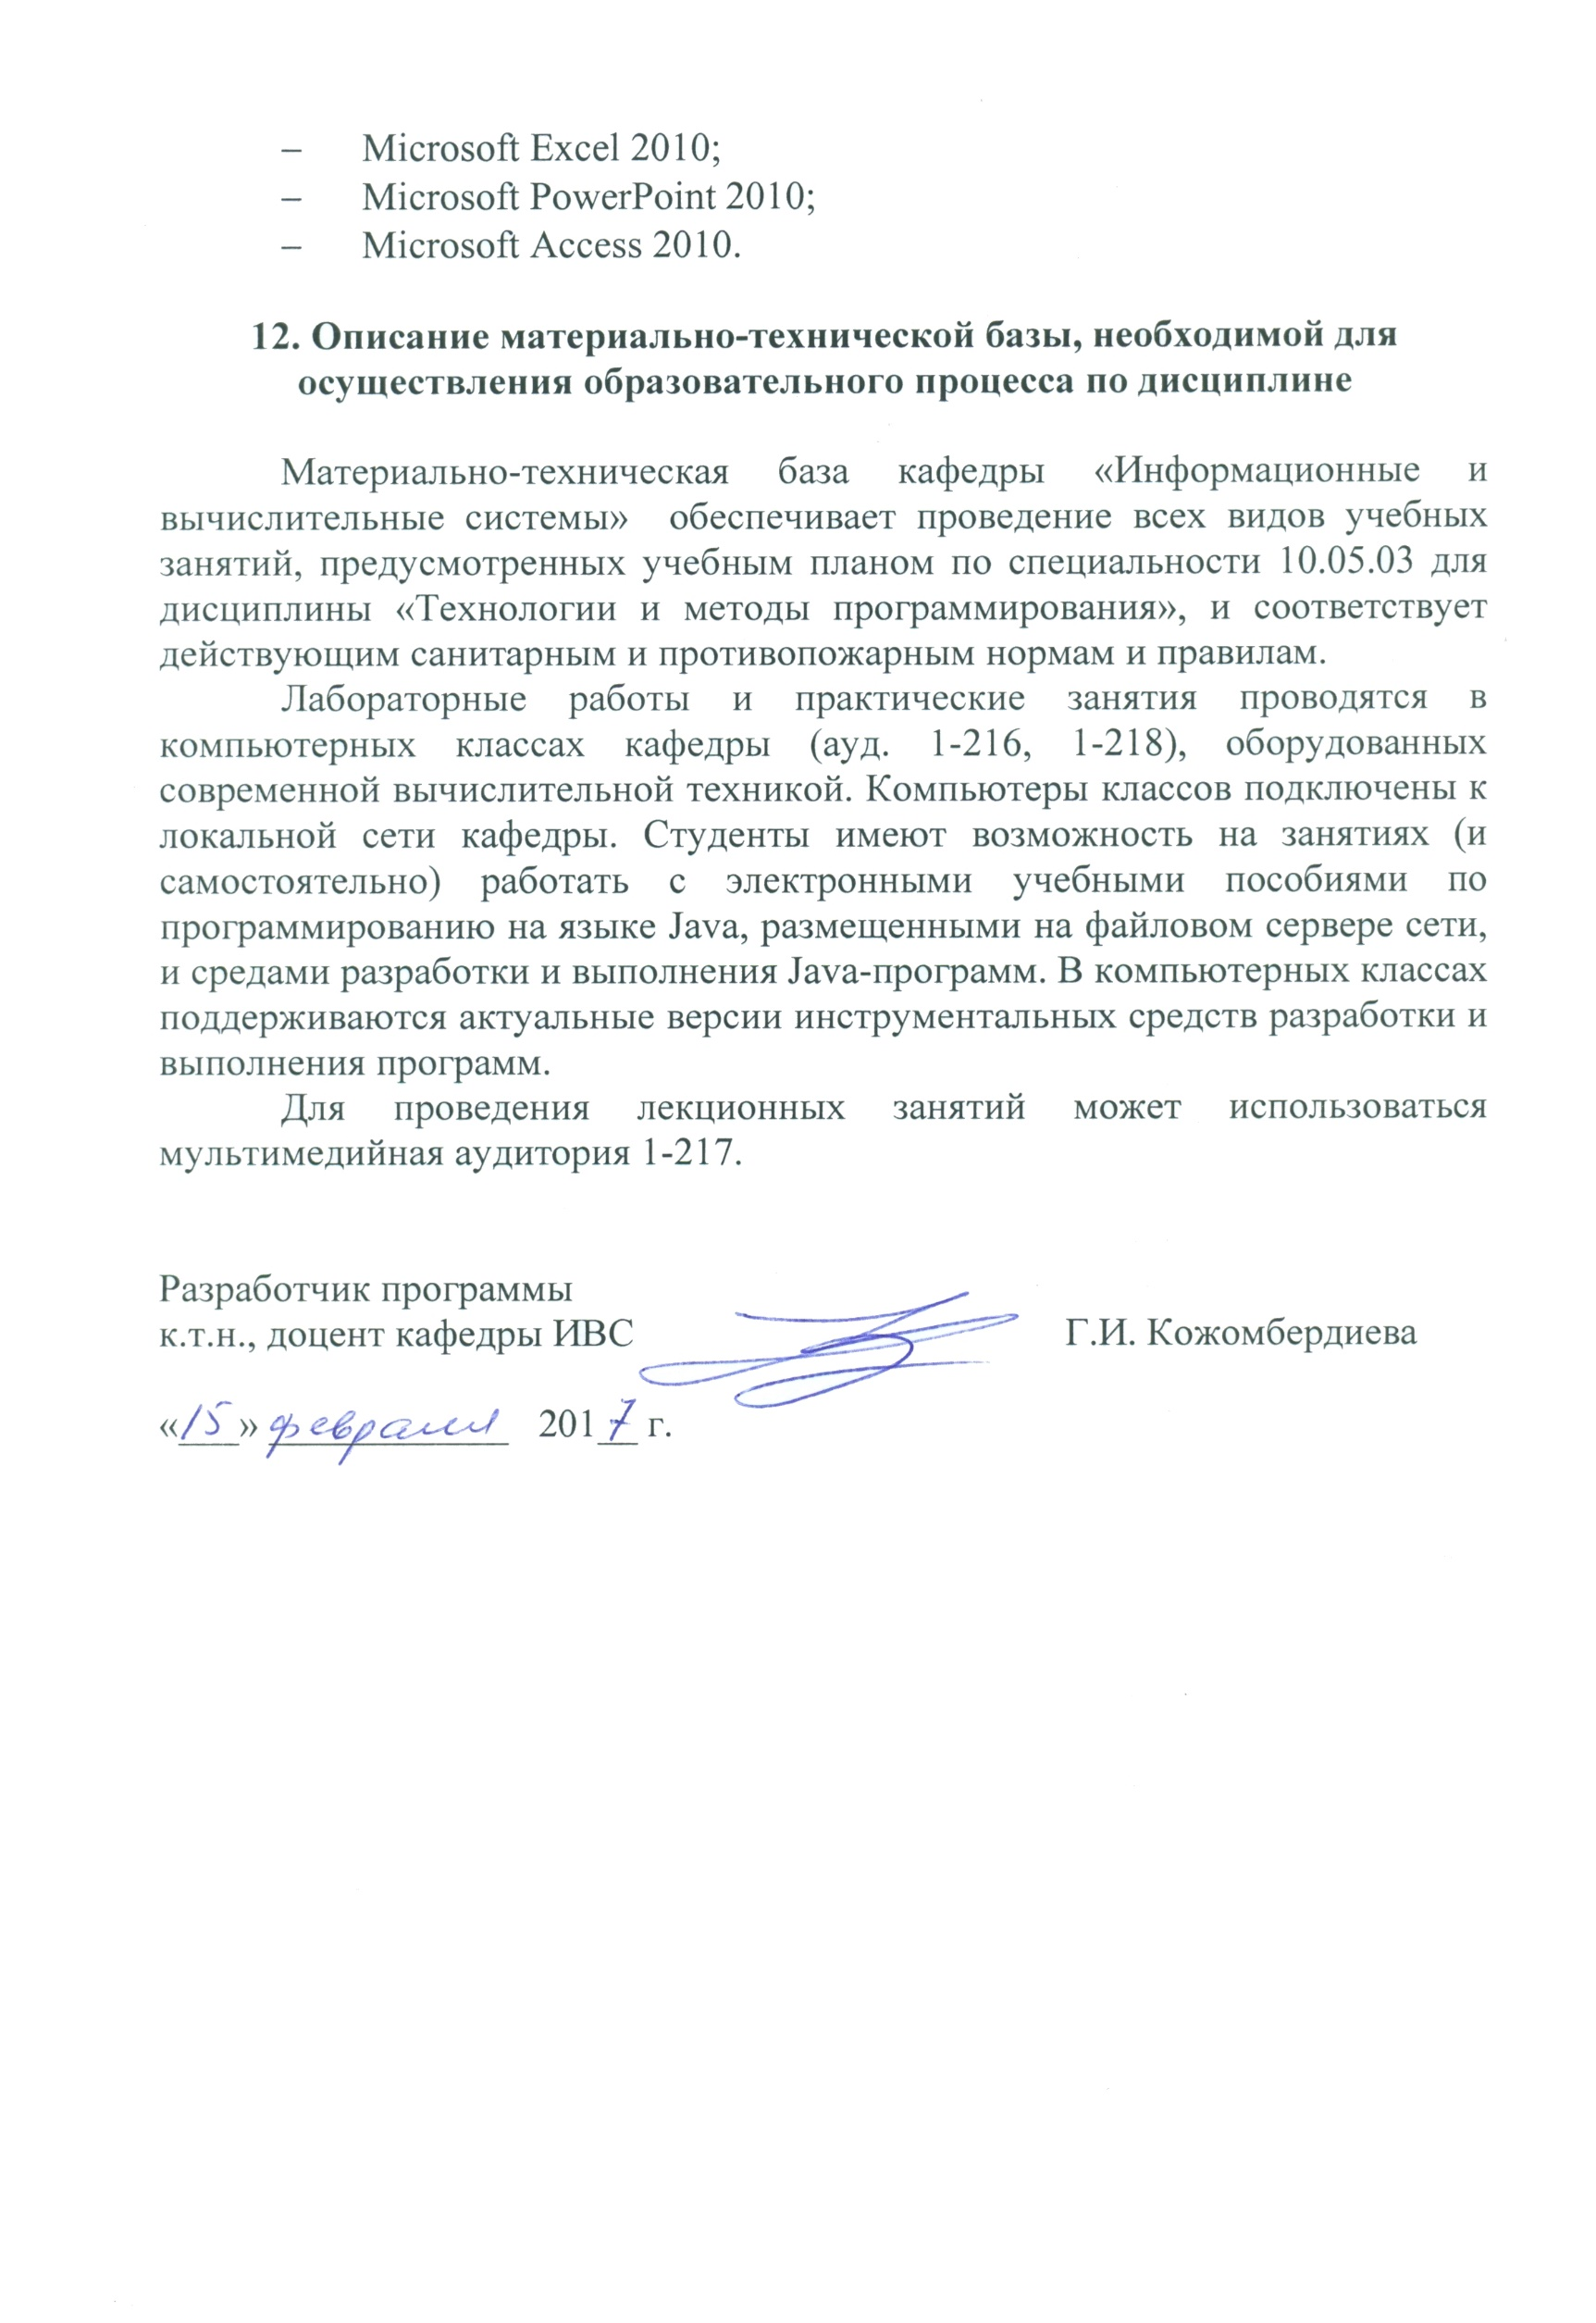 – Microsoft Excel 2010;
– Microsoft PowerPoint 2010;
– Microsoft Access 2010.
12. Описание материально-технической базы, необходимой для
осуществления образовательного процесса по дисциплине
Материально-техническая база кафедры «Информационные и
вычислительные системы» обеспечивает проведение всех видов учебных
занятий, предусмотренных учебным планом по специальности 10.05.03 для
дисциплины «Технологии и методы программирования», и соответствует
действующим санитарным и противопожарным нормам и правилам.
Лабораторные работы и практические занятия проводятся в
компьютерных классах кафедры (ауд. 1-216, 1-218), оборудованных
современной вычислительной техникой. Компьютеры классов подключены к
локальной сети кафедры. Студенты имеют возможность на занятиях (и
самостоятельно) работать с электронными учебными пособиями по
программированию на языке Java, размещенными на файловом сервере сети,
и средами разработки и выполнения Java-программ. В компьютерных классах
поддерживаются актуальные версии инструментальных средств разработки и
выполнения программ.
Для проведения лекционных занятий может использоваться
мультимедийная аудитория 1-217.
Разработчик программы
к.т.н., доцент кафедры ИВС Г.И. Кожомбердиева
«15» февраля 2017 г.